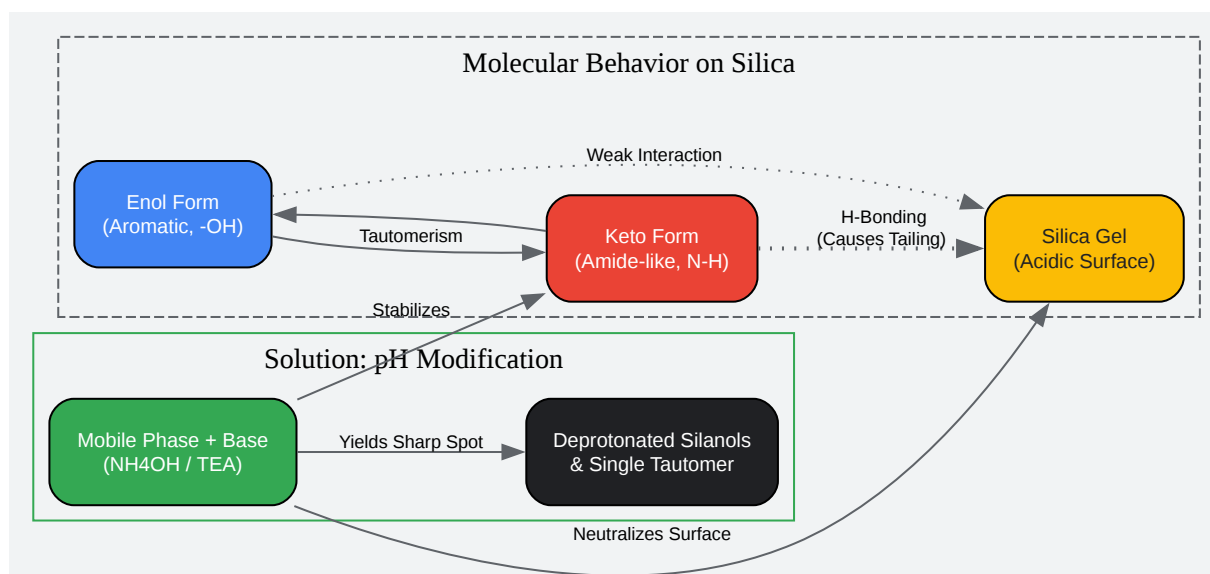 Molecular Behavior on Silica
Weak Interaction
Enol Form
(Aromatic, -OH)
Tautomerism
Keto Form
(Amide-like, N-H)
H-Bonding
(Causes Tailing)
Silica Gel
(Acidic Surface)
Stabilizes
Solution: pH Modification
Mobile Phase + Base
(NH4OH / TEA)
Yields Sharp Spot
Deprotonated Silanols
& Single Tautomer
Neutralizes Surface